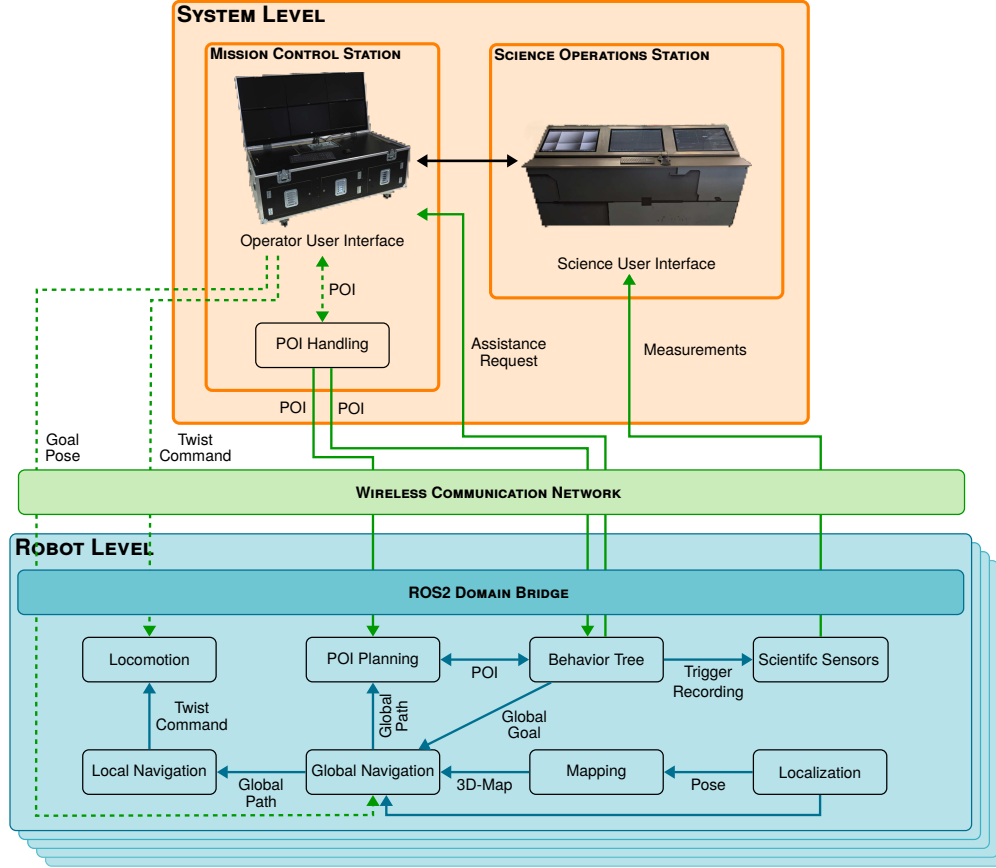 SYSTEM LEVEL
MISSION CONTROL STATION
SCIENCE OPERATIONS STATION
Operator User Interface
Science User Interface
POI
POI Handling
Assistance
Request
Measurements
POI
POI
Goal
Pose
Twist
Command
WIRELESS COMMUNICATION NETWORK
ROBOT LEVEL
ROS2 DOMAIN BRIDGE
Locomotion
POI Planning
POI
Behavior Tree
Trigger
Recording
Scientifc Sensors
Twist
Command
Global
Path
Global
Goal
Local Navigation
Global
Path
Global Navigation
3D-Map
Mapping
Pose
Localization